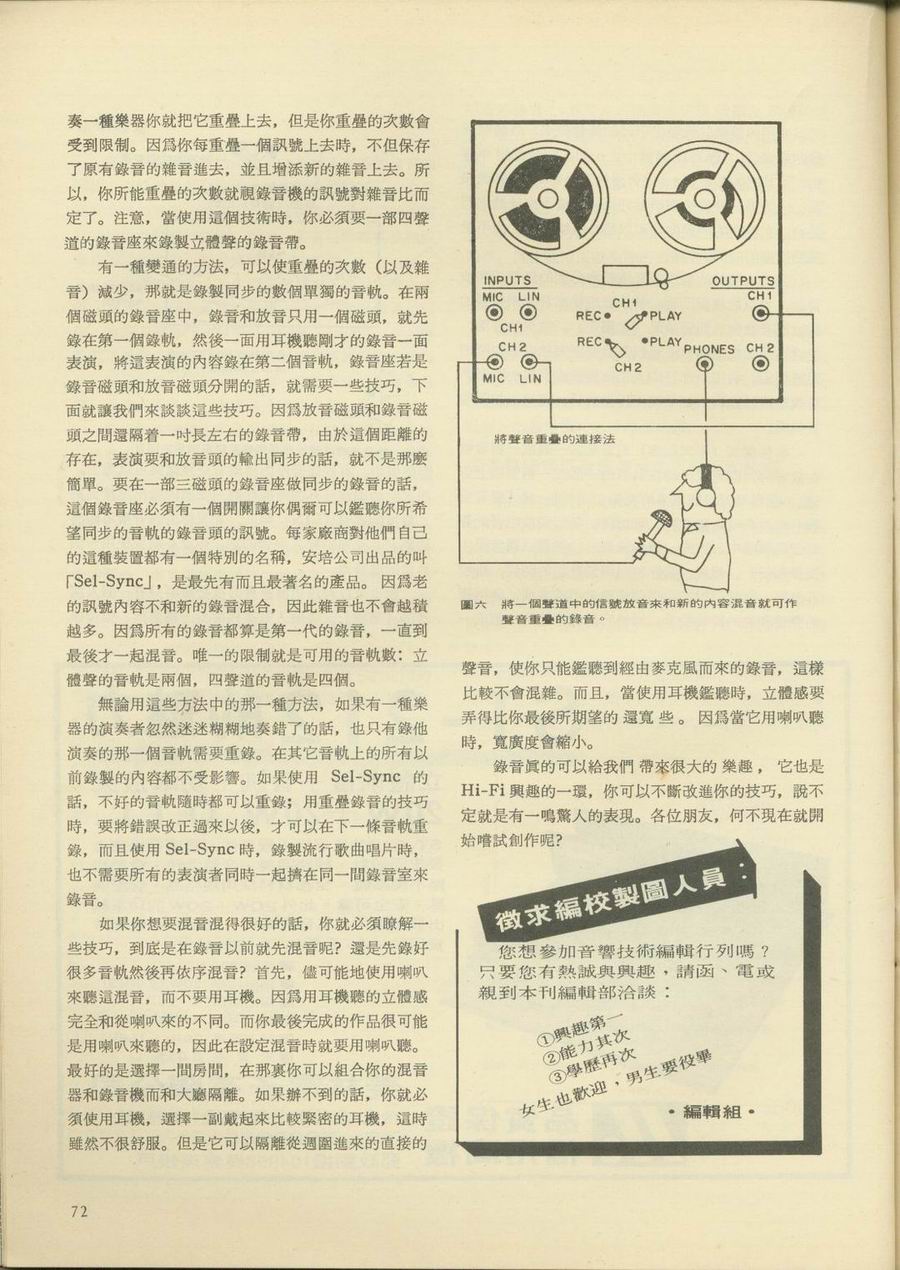 奏一種樂器你就把它重疊上去，但是你重疊的次數會
受到限制。因爲你每重疊一個訊號上去時，不但保存
了原有錄音的雜音進去，並且增添新的雜音上去。所
以，你所能重疊的次數就視錄音機的訊號對雜音比而
定了。注意，當使用這個技術時，你必須要一部四聲
道的錄音座來錄製立體聲的錄音帶。
有一種變通的方法，可以使重疊的次數（以及雜
音）減少，那就是錄製同步的數個單獨的音軌。在兩
個磁頭的錄音座中，錄音和放音只用一個磁頭，就先
錄在第一個錄軌，然後一面用耳機聽剛才的錄音一面
表演，將這表演的內容錄在第二個音軌，錄音座若是
錄音磁頭和放音磁頭分開的話，就需要一些技巧，下
面就讓我們來談談這些技巧。因爲放音磁頭和錄音磁
頭之間還隔着一吋長左右的錄音帶，由於這個距離的
存在，表演要和放音頭的輸出同步的話，就不是那麽
簡單。要在一部三磁頭的錄音座做同步的錄音的話，
這個錄音座必須有一個開關讓你偶爾可以鑑聽你所希
望同步的音軌的錄音頭的訊號。每家廠商對他們自己
的這種裝置都有一個特別的名稱，安培公司出品的叫
「Sel-Sync」，是最先有而且最著名的產品。因爲老
的訊號內容不和新的錄音混合，因此雜音也不會越積
越多。因爲所有的錄音都算是第一代的錄音，一直到
最後才一起混音。唯一的限制就是可用的音軌數：立
體聲的音軌是兩個，四聲道的音軌是四個。
無論用這些方法中的那一種方法，如果有一種樂
器的演奏者忽然迷迷糊糊地奏錯了的話，也只有錄他
演奏的那一個音軌需要重錄。在其它音軌上的所有以
前錄製的內容都不受影響。如果使用 Sel-Sync 的
話，不好的音軌隨時都可以重錄；用重疊錄音的技巧
時，要將錯誤改正過來以後，才可以在下一條音軌重
錄，而且使用 Sel-Sync 時，錄製流行歌曲唱片時，
也不需要所有的表演者同時一起擠在同一間錄音室來
錄音。
如果你想要混音混得很好的話，你就必須瞭解一
些技巧，到底是在錄音以前就先混音呢？還是先錄好
很多音軌然後再依序混音？首先，儘可能地使用喇叭
來聽這混音，而不要用耳機。因爲用耳機聽的立體感
完全和從喇叭來的不同。而你最後完成的作品很可能
是用喇叭來聽的，因此在設定混音時就要用喇叭聽。
最好的是選擇一間房間，在那裏你可以組合你的混音
器和錄音機而和大廳隔離。如果辦不到的話，你就必
須使用耳機，選擇一副戴起來比較緊密的耳機，這時
雖然不很舒服。但是它可以隔離從週圍進來的直接的
INPUTS
MIC LIN
CH1
CH2
MIC LIN
CH1
REC PLAY
REC PLAY
CH2
OUTPUTS
CH1
PHONES CH2
將聲音重疊的連接法
圖六 將一個聲道中的信號放音來和新的內容混音就可作
聲音重疊的錄音。
聲音，使你只能鑑聽到經由麥克風而來的錄音，這樣
比較不會混雜。而且，當使用耳機鑑聽時，立體感要
弄得比你最後所期望的還寬些。因爲當它用喇叭聽
時，寬廣度會縮小。
錄音眞的可以給我們帶來很大的樂趣，它也是
Hi-Fi 興趣的一環，你可以不斷改進你的技巧，說不
定就是有一鳴驚人的表現。各位朋友，何不現在就開
始嚐試創作呢？
徵求編校製圖人員：
您想參加音響技術編輯行列嗎？
只要您有熱誠與興趣，請函、電或
親到本刊編輯部洽談：
①興趣第一
②能力其次
③學歷再次
女生也歡迎，男生要役畢
・編輯組・
72